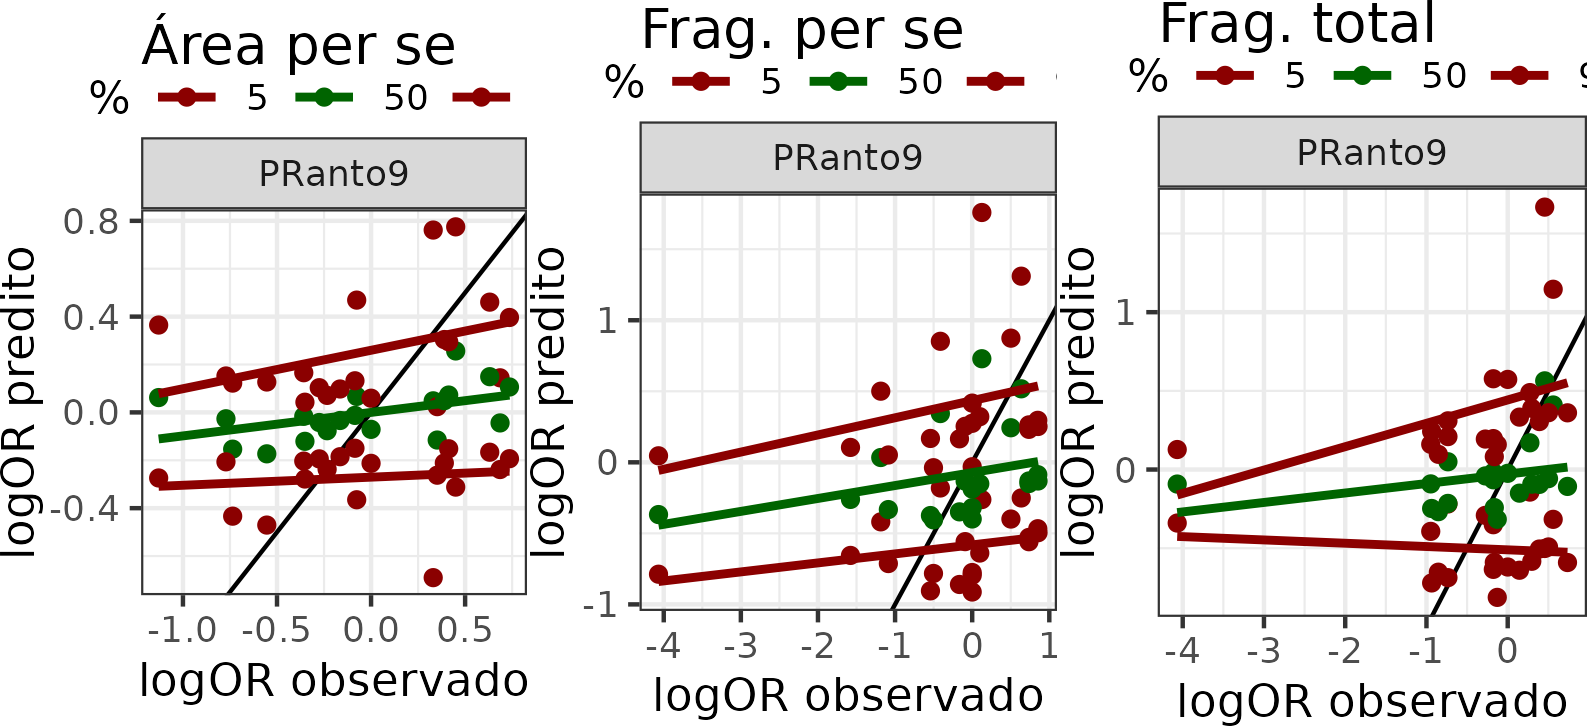 Área per se
% 5 50
PRanto9
0.8
0.4
0.0
-0.4
-1.0 -0.5 0.0 0.5
logOR predito
logOR observado
Frag. per se
% 5 50
PRanto9
1
0
-1
-4 -3 -2 -1 0 1
logOR predito
logOR observado
Frag. total
% 5 50
PRanto9
1
0
-4 -3 -2 -1 0
logOR predito
logOR observado